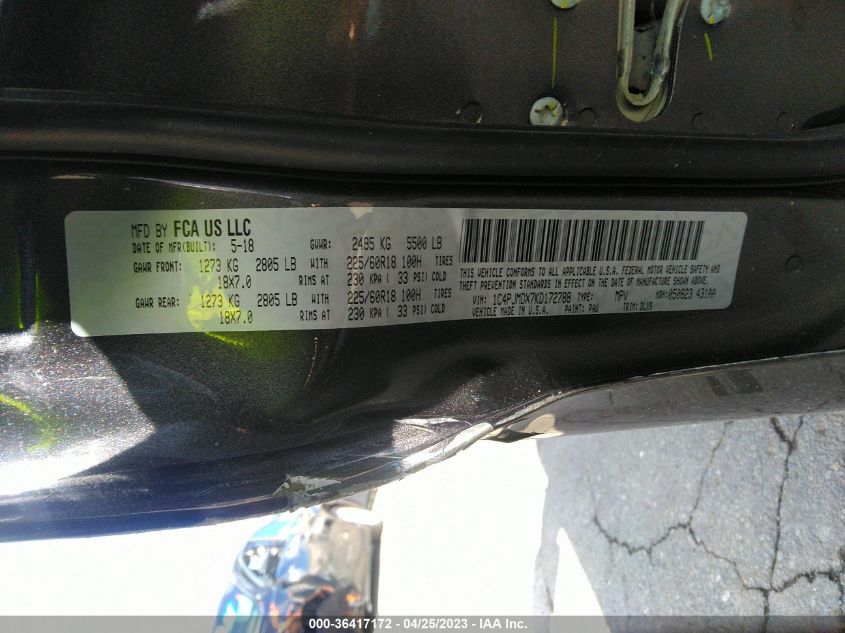 MFD BY FCA US LLC
DATE OF MFR(BUILT): 5-18 GVWR: 2495 KG 5500 LB
GAWR FRONT: 1273 KG 2805 LB WITH 225/60R18 100H TIRES
18X7.0 RIMS AT 230 KPA ( 33 PSI) COLD
GAWR REAR: 1273 KG 2805 LB WITH 225/60R18 100H TIRES
18X7.0 RIMS AT 230 KPA ( 33 PSI) COLD
THIS VEHICLE CONFORMS TO ALL APPLICABLE U.S.A. FEDERAL MOTOR VEHICLE SAFETY AND
THEFT PREVENTION STANDARDS IN EFFECT ON THE DATE OF MANUFACTURE SHOWN ABOVE.
VIN: 1C4PJMDX7KD172788 TYPE: MPV MDH:050823 431AA
VEHICLE MADE IN U.S.A. PAINT: PAU TRIM: DLX9
000-36417172 - 04/25/2023 - IAA Inc.